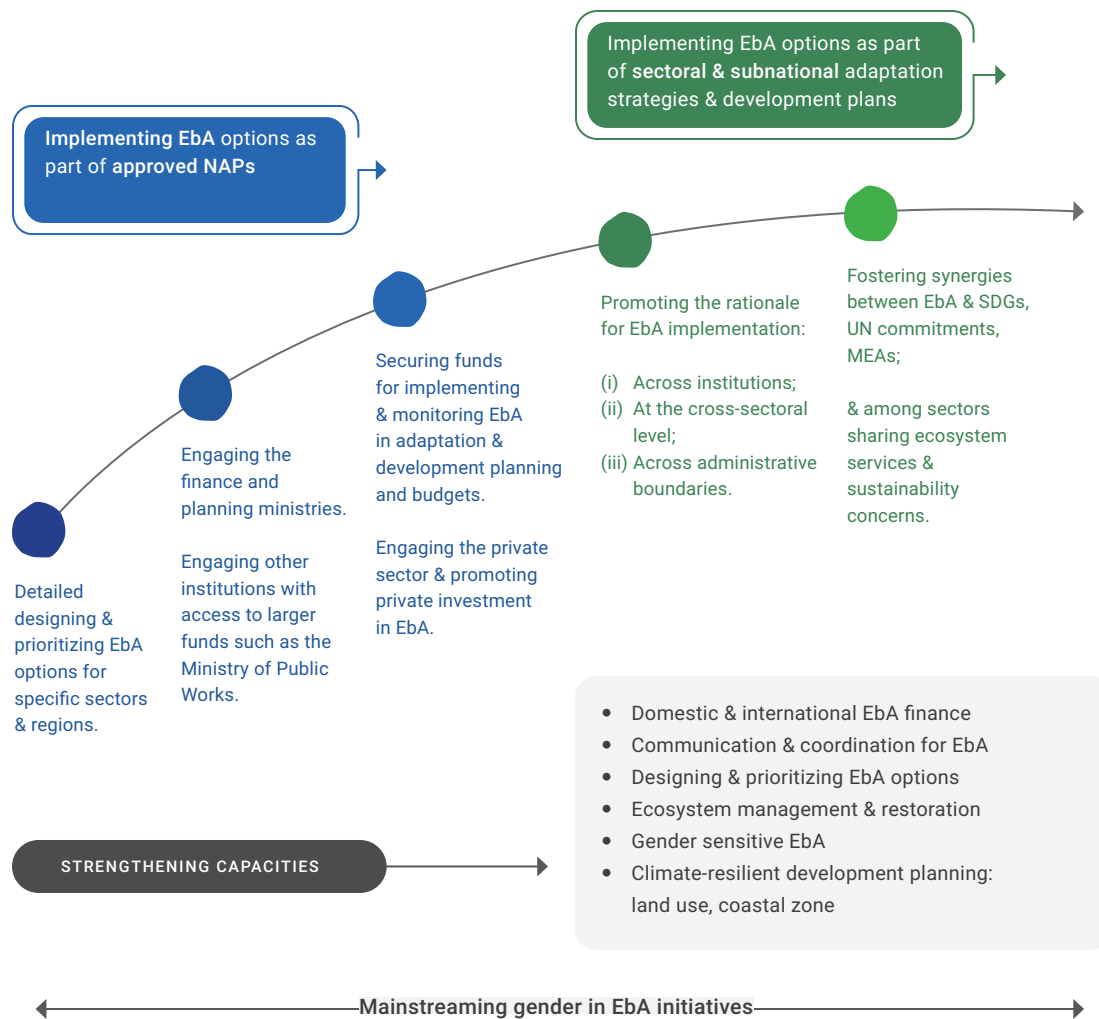 Implementing EbA options as part
of sectoral & subnational adaptation
strategies & development plans
Implementing EbA options as
part of approved NAPs
Detailed
designing &
prioritizing EbA
options for
specific sectors
& regions.
Engaging the
finance and
planning ministries.
Engaging other
institutions with
access to larger
funds such as the
Ministry of Public
Works.
Securing funds
for implementing
& monitoring EbA
in adaptation &
development planning
and budgets.
Engaging the private
sector & promoting
private investment
in EbA.
Promoting the rationale
for EbA implementation:
(i) Across institutions;
(ii) At the cross-sectoral
level;
(iii) Across administrative
boundaries.
Fostering synergies
between EbA & SDGs,
UN commitments,
MEAs;
& among sectors
sharing ecosystem
services &
sustainability
concerns.
STRENGTHENING CAPACITIES
• Domestic & international EbA finance
• Communication & coordination for EbA
• Designing & prioritizing EbA options
• Ecosystem management & restoration
• Gender sensitive EbA
• Climate-resilient development planning:
land use, coastal zone
Mainstreaming gender in EbA initiatives